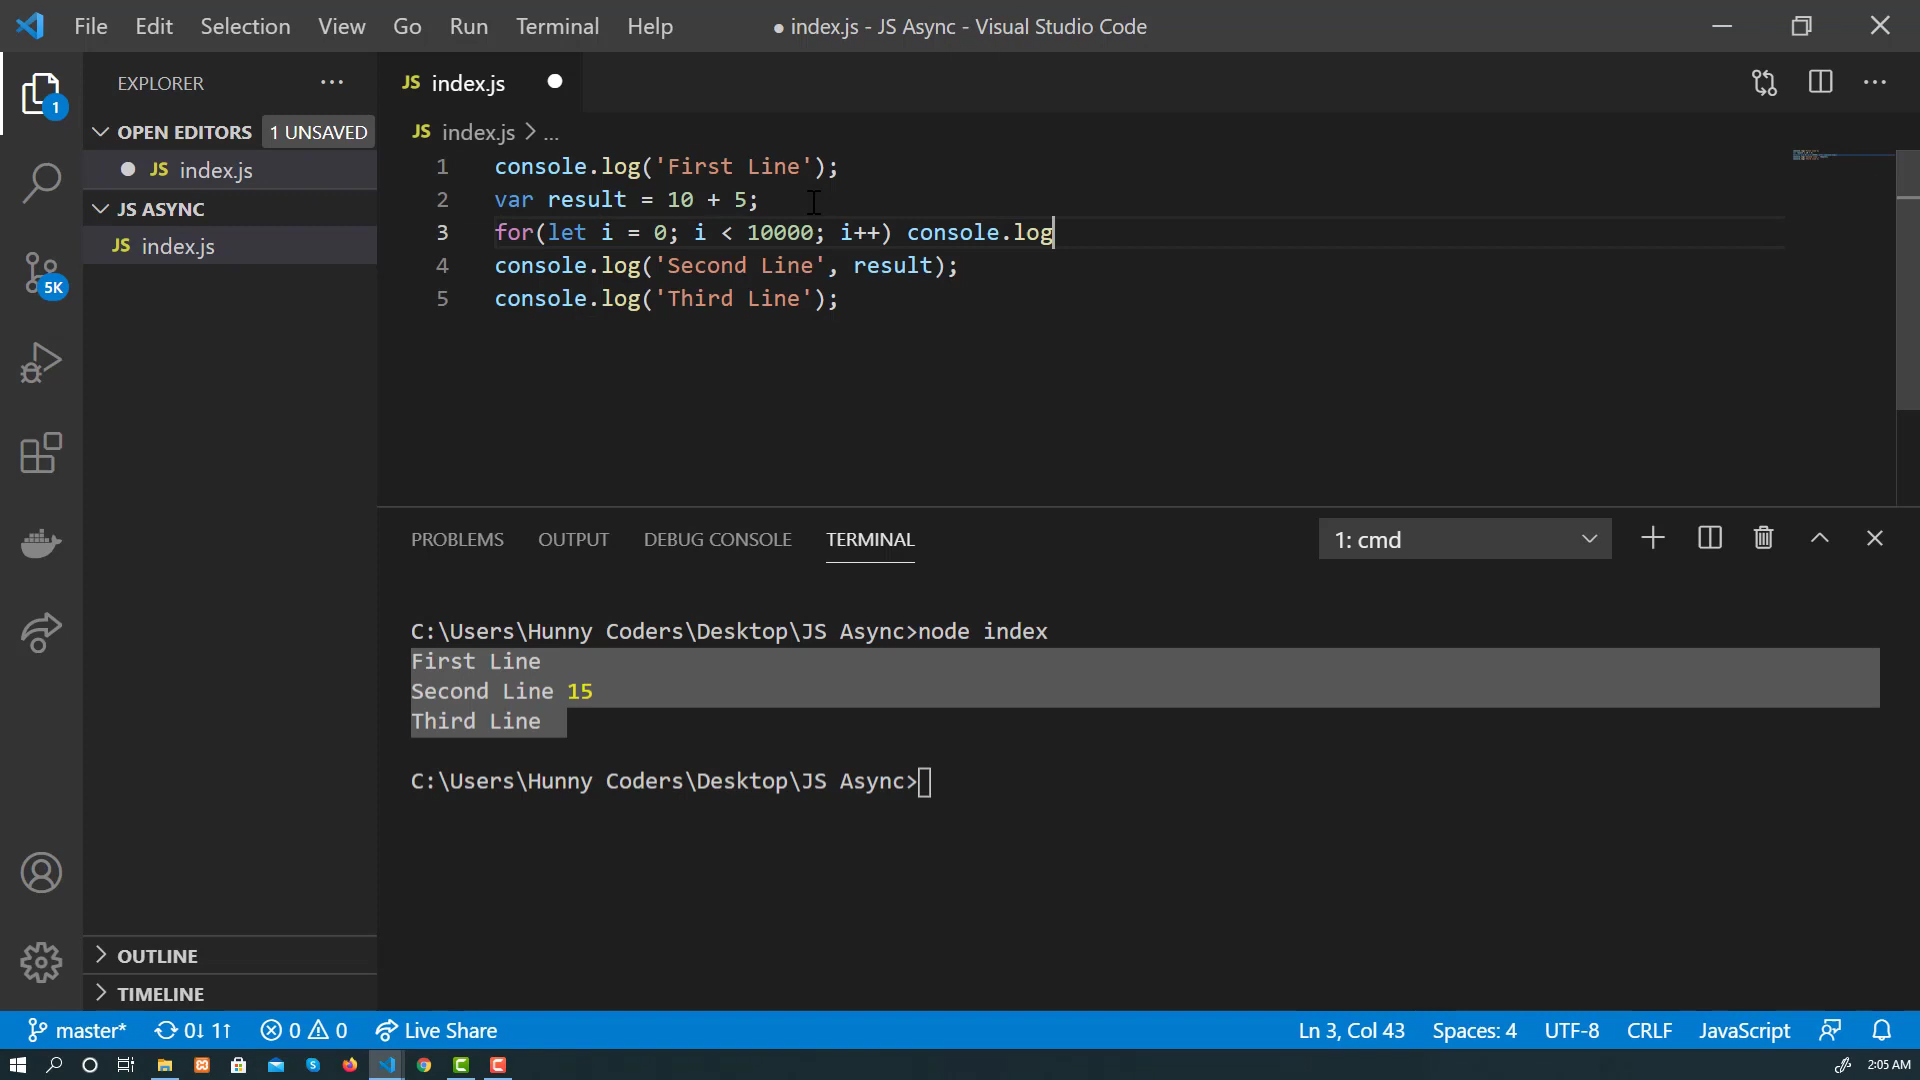 File Edit Selection View Go Run Terminal Help ● index.js - JS Async - Visual Studio Code
EXPLORER ···
JS index.js ●
1
OPEN EDITORS 1 UNSAVED
JS index.js > ...
● JS index.js
JS ASYNC
JS index.js
5K
1 console.log('First Line');
2 var result = 10 + 5;
3 for(let i = 0; i < 10000; i++) console.log
4 console.log('Second Line', result);
5 console.log('Third Line');
PROBLEMS OUTPUT DEBUG CONSOLE TERMINAL 1: cmd
C:\Users\Hunny Coders\Desktop\JS Async>node index
First Line
Second Line 15
Third Line
C:\Users\Hunny Coders\Desktop\JS Async>
OUTLINE
TIMELINE
master* 0↓ 1↑ 0 0 Live Share Ln 3, Col 43 Spaces: 4 UTF-8 CRLF JavaScript
2:05 AM